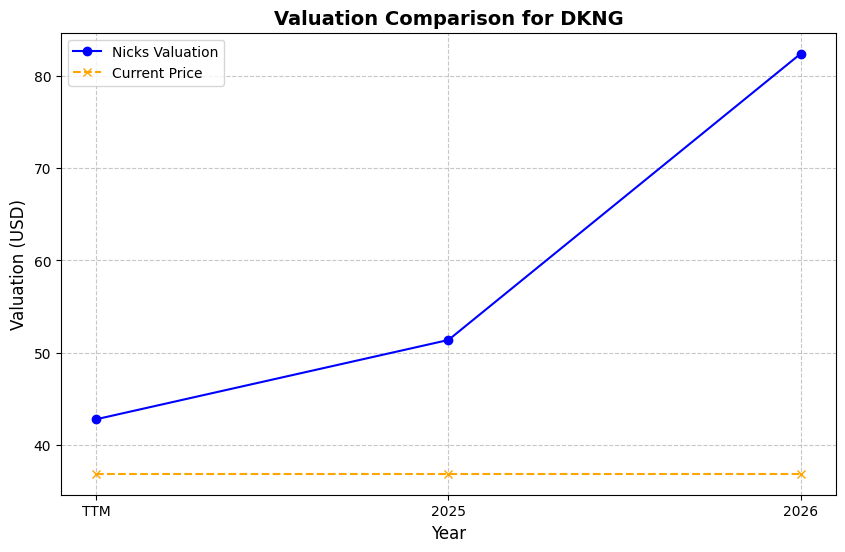 Valuation Comparison for DKNG
Nicks Valuation
Current Price
Valuation (USD)
80
70
60
50
40
TTM
2025
2026
Year